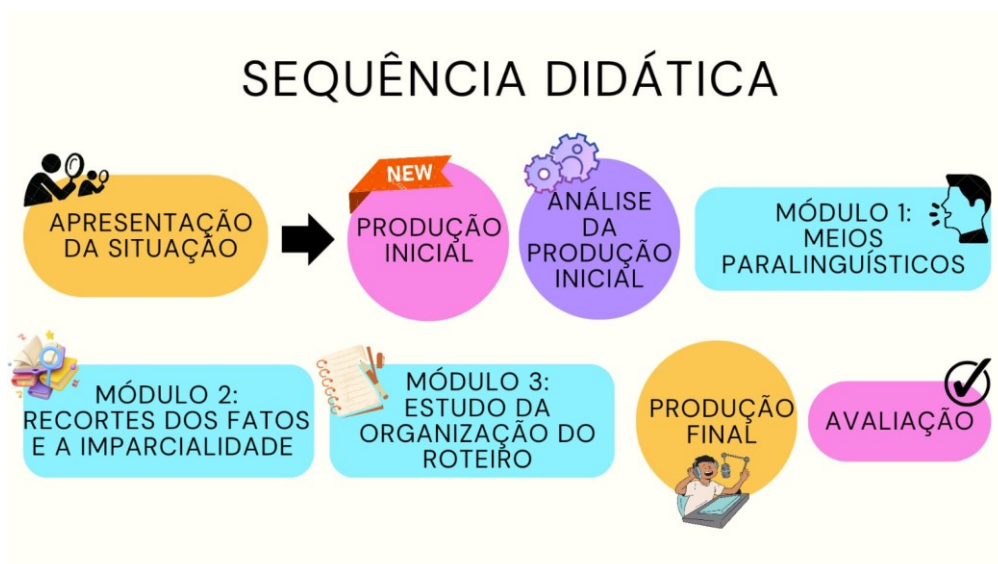 SEQUÊNCIA DIDÁTICA
APRESENTAÇÃO
DA SITUAÇÃO
NEW
PRODUÇÃO
INICIAL
ANÁLISE
DA
PRODUÇÃO
INICIAL
MÓDULO 1:
MEIOS
PARALINGUÍSTICOS
MÓDULO 2:
RECORTES DOS FATOS
E A IMPARCIALIDADE
MÓDULO 3:
ESTUDO DA
ORGANIZAÇÃO DO
ROTEIRO
PRODUÇÃO
FINAL
AVALIAÇÃO